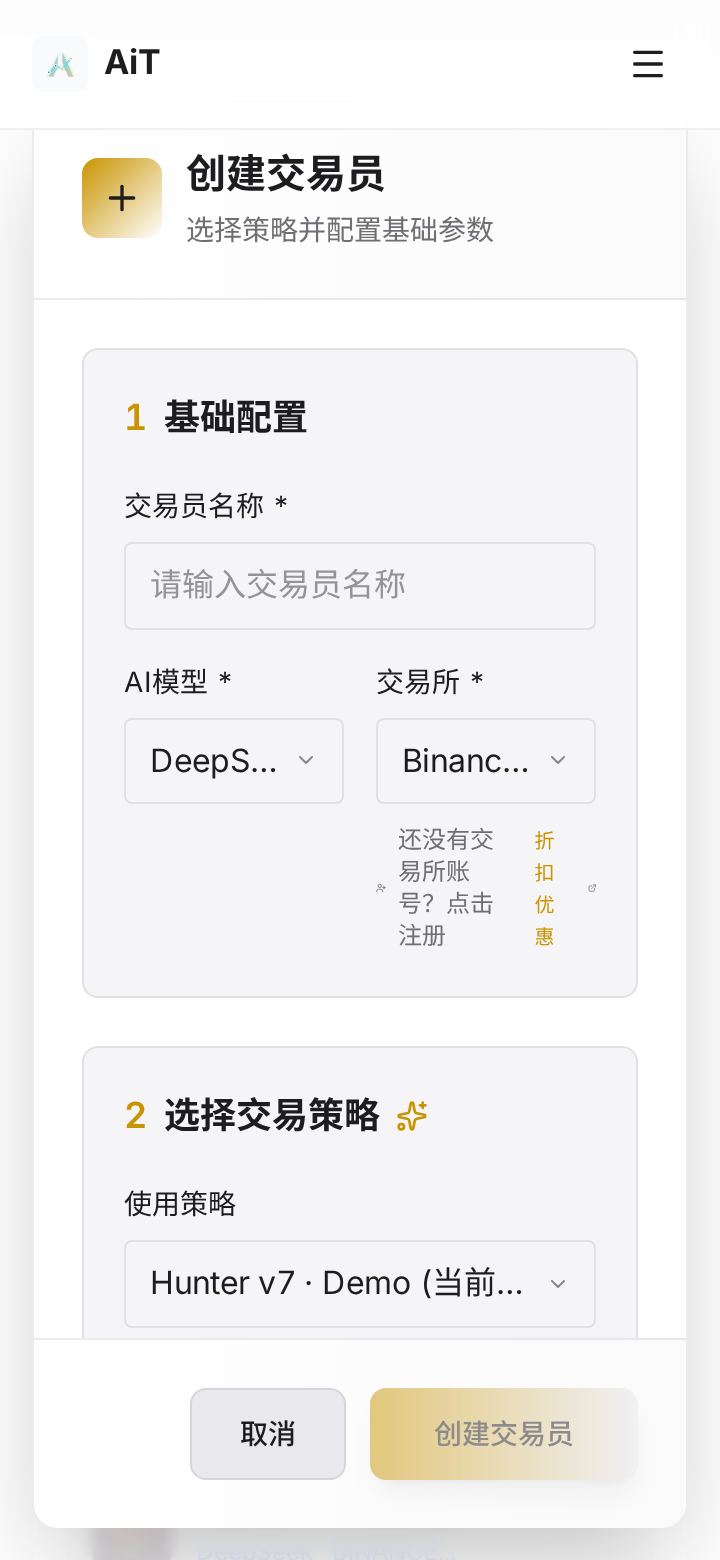 AiT
创建交易员
选择策略并配置基础参数
1 基础配置
交易员名称 *
请输入交易员名称
AI模型 *
交易所 *
DeepS...
Binanc...
还没有交
易所账
号？点击
注册
折
扣
优
惠
2 选择交易策略
使用策略
Hunter v7 · Demo (当前...
取消
创建交易员
DeepSeek
BINANCE...